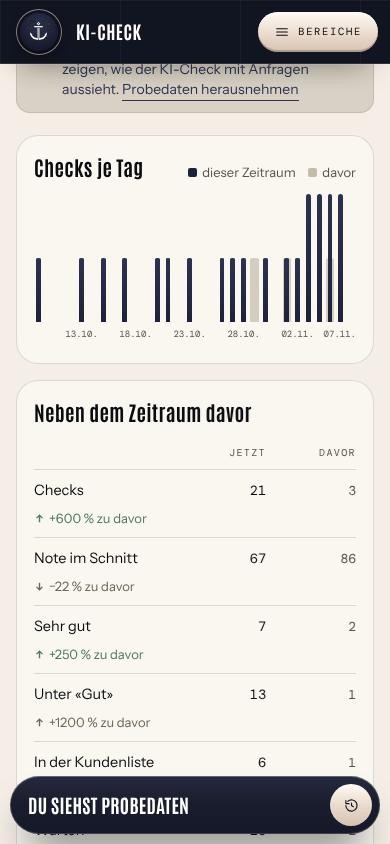 KI-CHECK
BEREICHE
zeigen, wie der KI-Check mit Anfragen
aussieht. Probedaten herausnehmen
Checks je Tag
dieser Zeitraum
davor
13.10. 18.10. 23.10. 28.10. 02.11. 07.11.
Neben dem Zeitraum davor
JETZT DAVOR
Checks 21 3
↑ +600 % zu davor
Note im Schnitt 67 86
↓ −22 % zu davor
Sehr gut 7 2
↑ +250 % zu davor
Unter «Gut» 13 1
↑ +1200 % zu davor
In der Kundenliste 6 1
DU SIEHST PROBEDATEN